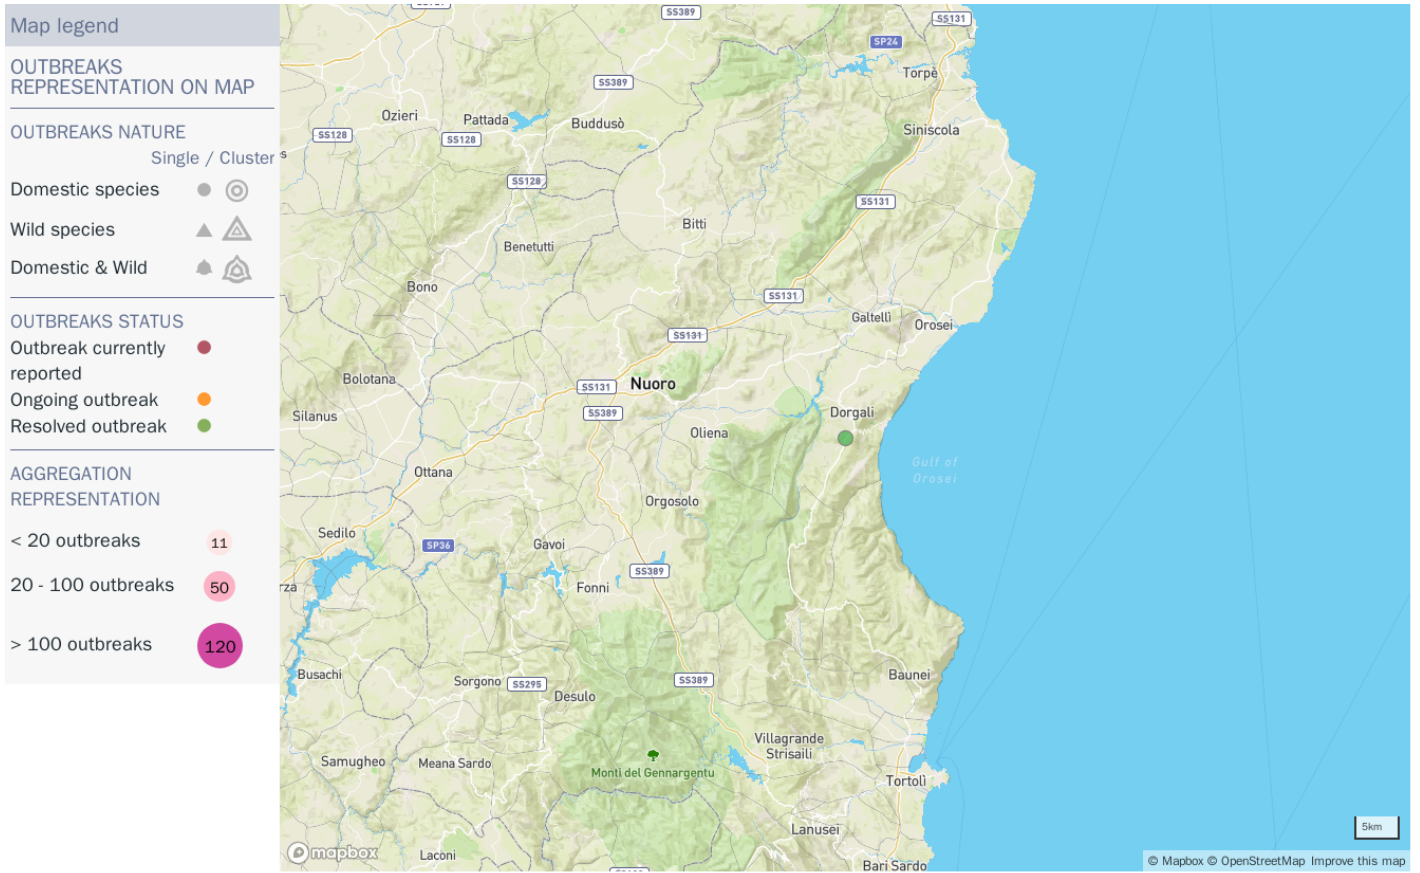 Map legend
OUTBREAKS
REPRESENTATION ON MAP
OUTBREAKS NATURE
Single / Cluster
Domestic species
Wild species
Domestic & Wild
OUTBREAKS STATUS
Outbreak currently
reported
Ongoing outbreak
Resolved outbreak
AGGREGATION
REPRESENTATION
< 20 outbreaks 11
20 - 100 outbreaks 50
> 100 outbreaks 120
SS389
SS131
SP24
Torpè
SS389
Ozieri
Pattada
Buddusò
Siniscola
SS128
SS128
SS128
SS131
Bitti
Benetutti
Bono
SS131
Galtellì
Orosei
SS131
Bolotana
SS131
Nuoro
Silanus
SS389
Dorgali
Oliena
Gulf of
Orosei
Ottana
Orgosolo
Sedilo
SP36
Gavoi
SS389
Fonni
rza
Busachi
Sorgono
SS295
Desulo
SS389
Baunei
Villagrande
Strisaili
Samugheo
Meana Sardo
Monti del Gennargentu
Tortolì
Lanusei
5km
mapbox
Laconi
Bari Sardo
© Mapbox © OpenStreetMap Improve this map